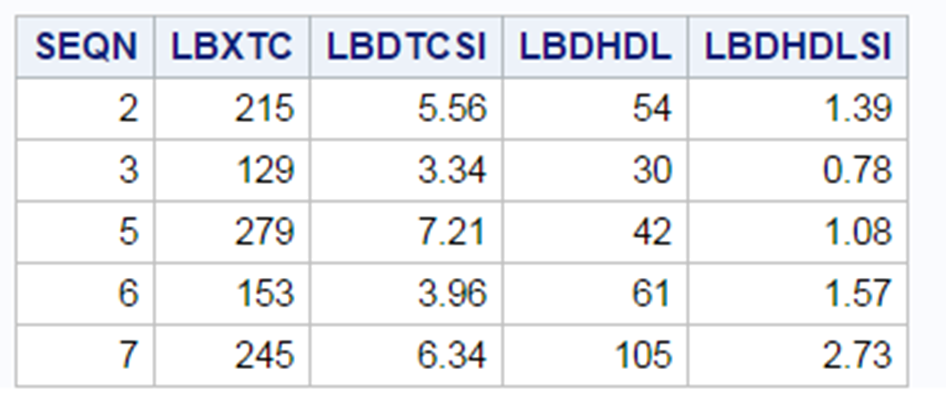 SEQN LBXTC LBDTCSI LBDHDL LBDHDLSI
2 215 5.56 54 1.39
3 129 3.34 30 0.78
5 279 7.21 42 1.08
6 153 3.96 61 1.57
7 245 6.34 105 2.73